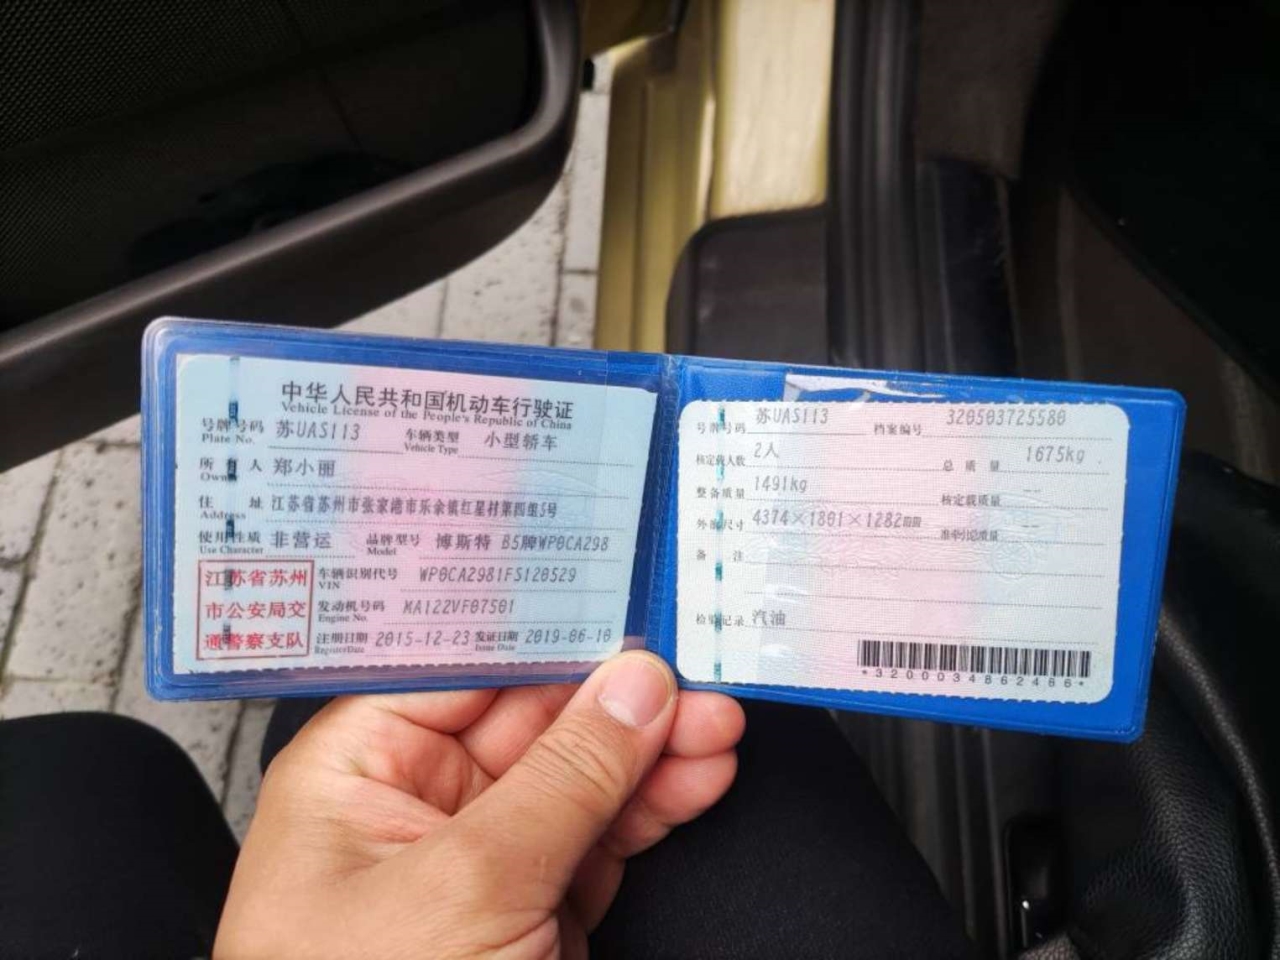 中华人民共和国机动车行驶证
Vehicle License of the People's Republic of China
号牌号码 苏UAS113 车辆类型 小型轿车
Plate No. Vehicle Type
所有人 郑小丽
Owner
住址 江苏省苏州市张家港市乐余镇红星村第四组5号
Address
使用性质 非营运 品牌型号 博斯特 B5牌WP0CA298
Use Character Model
江苏省苏州
市公安局交
通警察支队
车辆识别代号 WP0CA2981FS120529
VIN
发动机号码 MA122VF07501
Engine No.
注册日期 2015-12-23 发证日期 2019-06-10
Register Date Issue Date
号牌号码 苏UAS113 档案编号 320503725580
核定载人数 2人 总质量 1675kg
整备质量 1491kg 核定载质量 --
外廓尺寸 4374×1801×1282mm 准牵引总质量 --
备注
检验记录 汽油
*3200034862486*